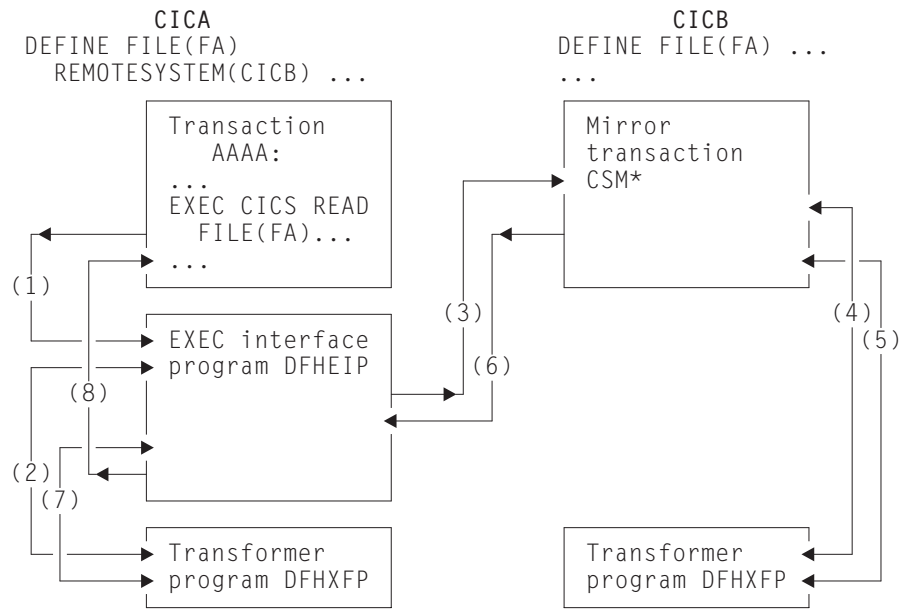 CICA
DEFINE FILE(FA)
REMOTESYSTEM(CICB) ...
Transaction
AAAA:
...
EXEC CICS READ
FILE(FA)...
...
(1)
EXEC interface
program DFHEIP
(8)
(2)
(7)
Transformer
program DFHXFP
(3)
(6)
CICB
DEFINE FILE(FA) ...
...
Mirror
transaction
CSM*
(4)
(5)
Transformer
program DFHXFP